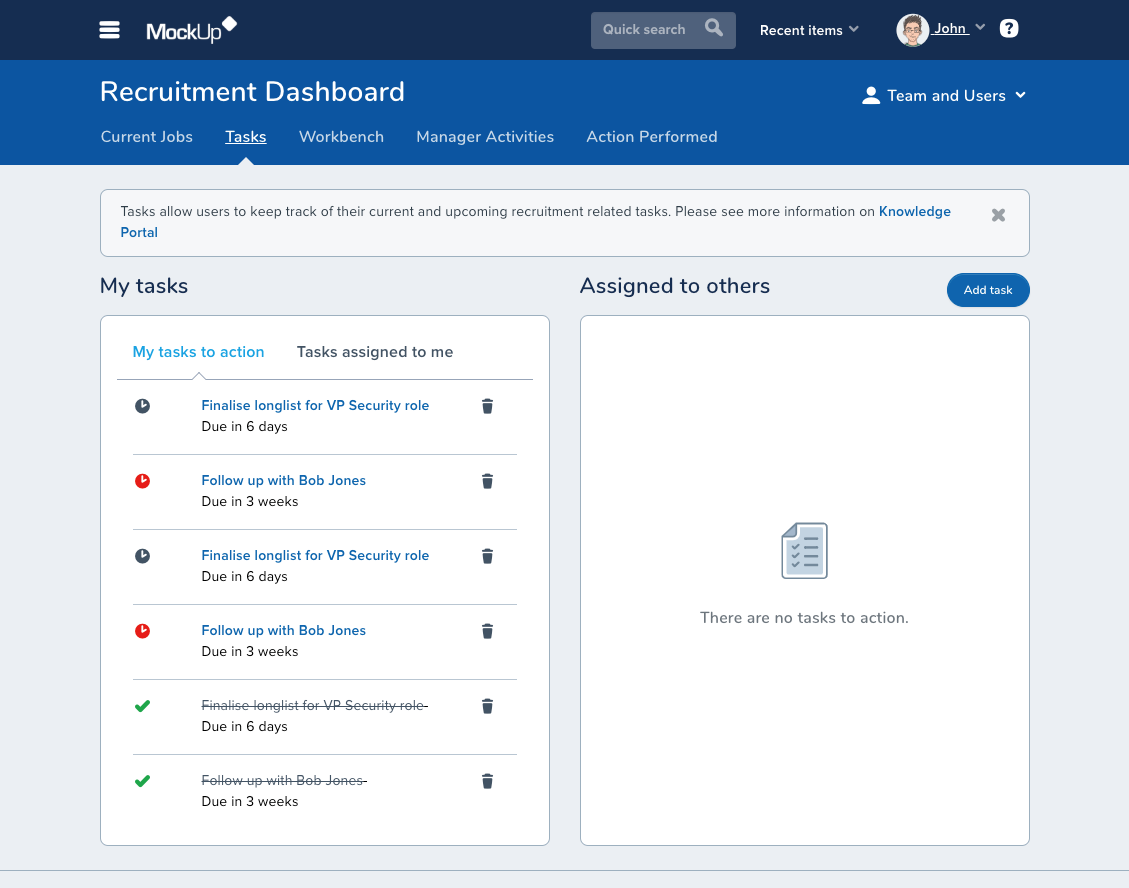 MockUp
Quick search
Recent items
John
?
Recruitment Dashboard
Team and Users
Current Jobs
Tasks
Workbench
Manager Activities
Action Performed
Tasks allow users to keep track of their current and upcoming recruitment related tasks. Please see more information on Knowledge
Portal
My tasks
My tasks to action
Tasks assigned to me
Finalise longlist for VP Security role
Due in 6 days
Follow up with Bob Jones
Due in 3 weeks
Finalise longlist for VP Security role
Due in 6 days
Follow up with Bob Jones
Due in 3 weeks
Finalise longlist for VP Security role
Due in 6 days
Follow up with Bob Jones
Due in 3 weeks
Assigned to others
Add task
There are no tasks to action.